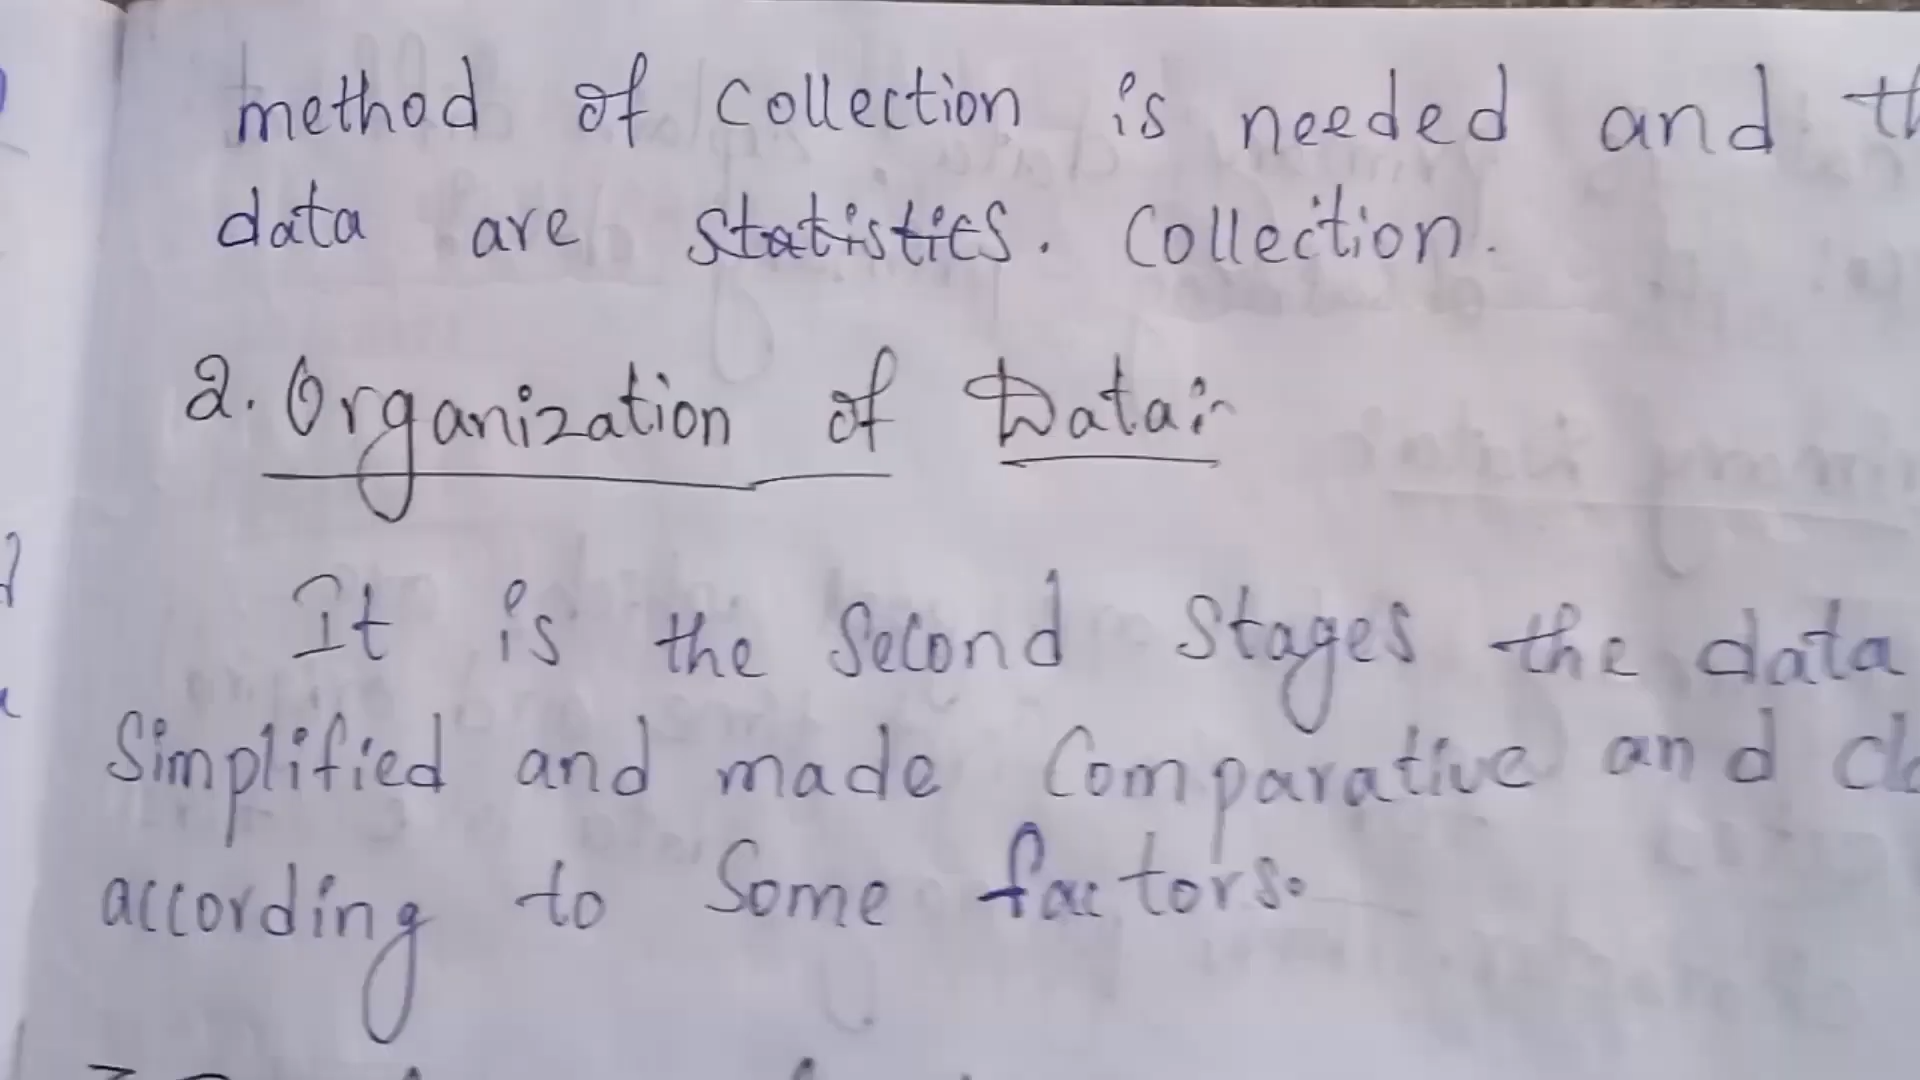 method of collection is needed and
data are statistics. Collection.
2. Organization of Data:-
It is the Second Stages the data
Simplified and made Comparative and
according to Some factors.